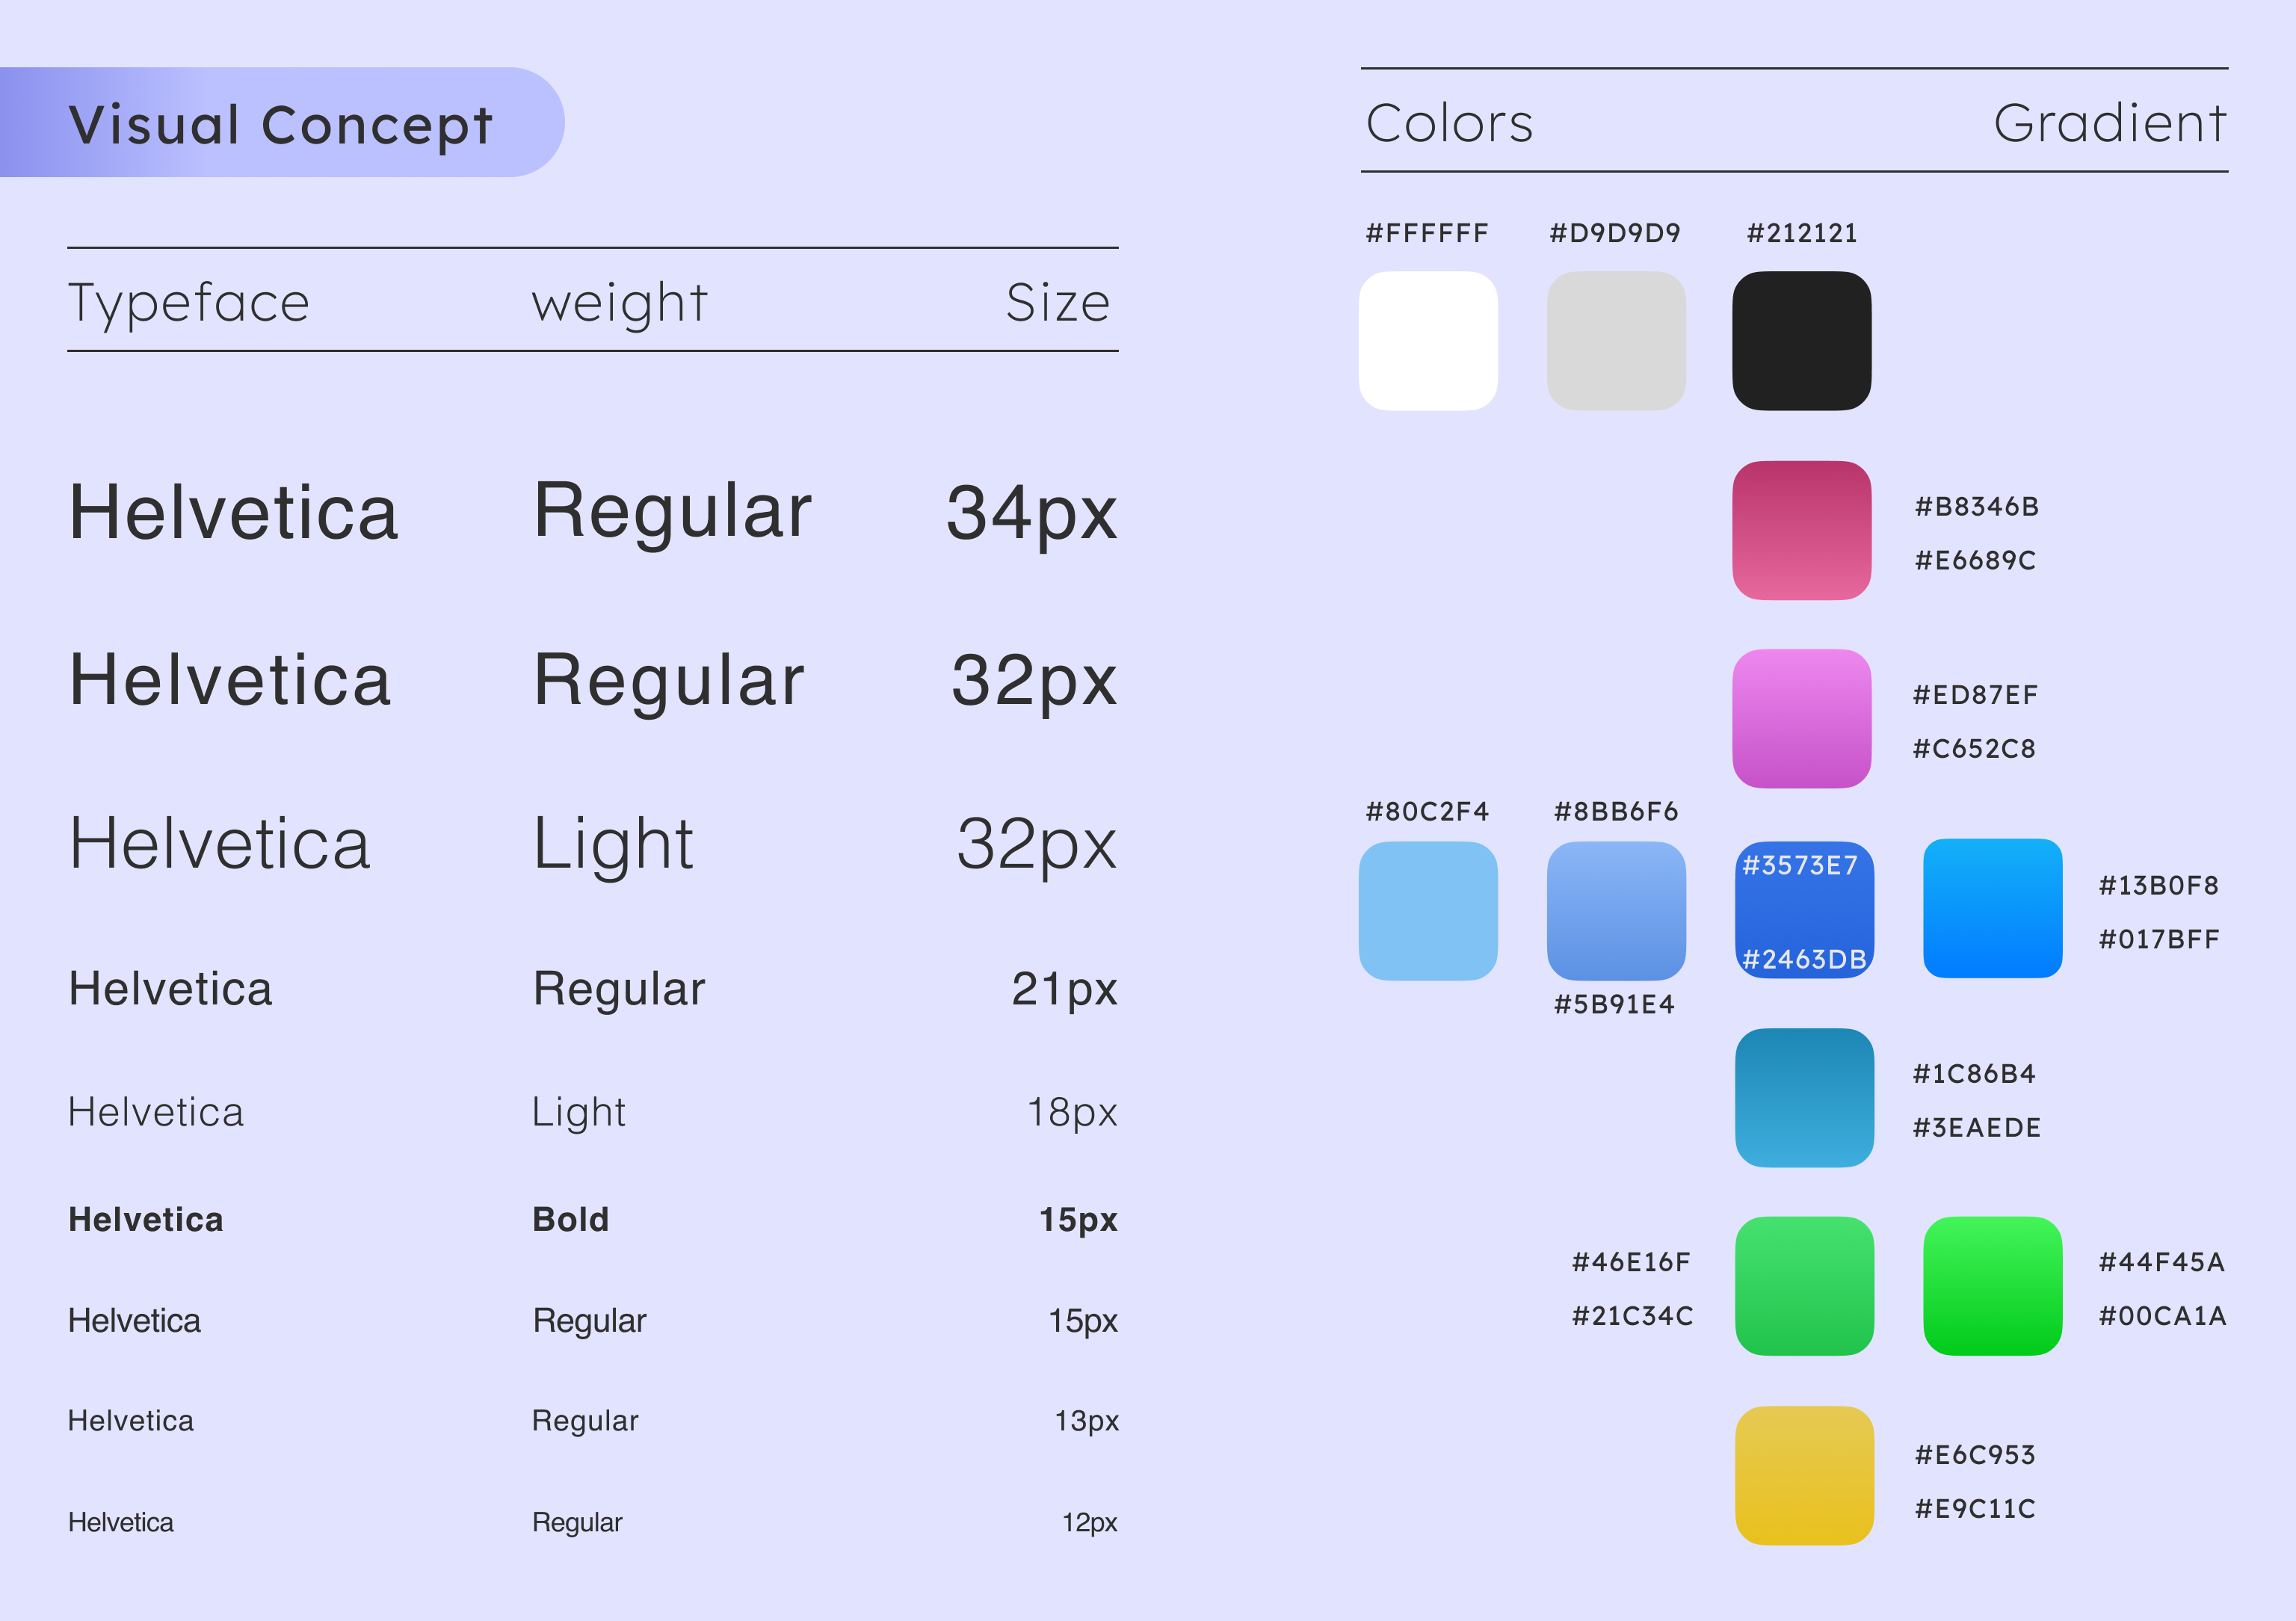 Visual Concept
Typeface weight Size
Helvetica Regular 34px
Helvetica Regular 32px
Helvetica Light 32px
Helvetica Regular 21px
Helvetica Light 18px
Helvetica Bold 15px
Helvetica Regular 15px
Helvetica Regular 13px
Helvetica Regular 12px
Colors Gradient
#FFFFFF #D9D9D9 #212121
#B8346B
#E6689C
#ED87EF
#C652C8
#80C2F4 #8BB6F6
#3573E7
#13B0F8
#017BFF
#2463DB
#5B91E4
#1C86B4
#3EAEDE
#46E16F #44F45A
#21C34C #00CA1A
#E6C953
#E9C11C